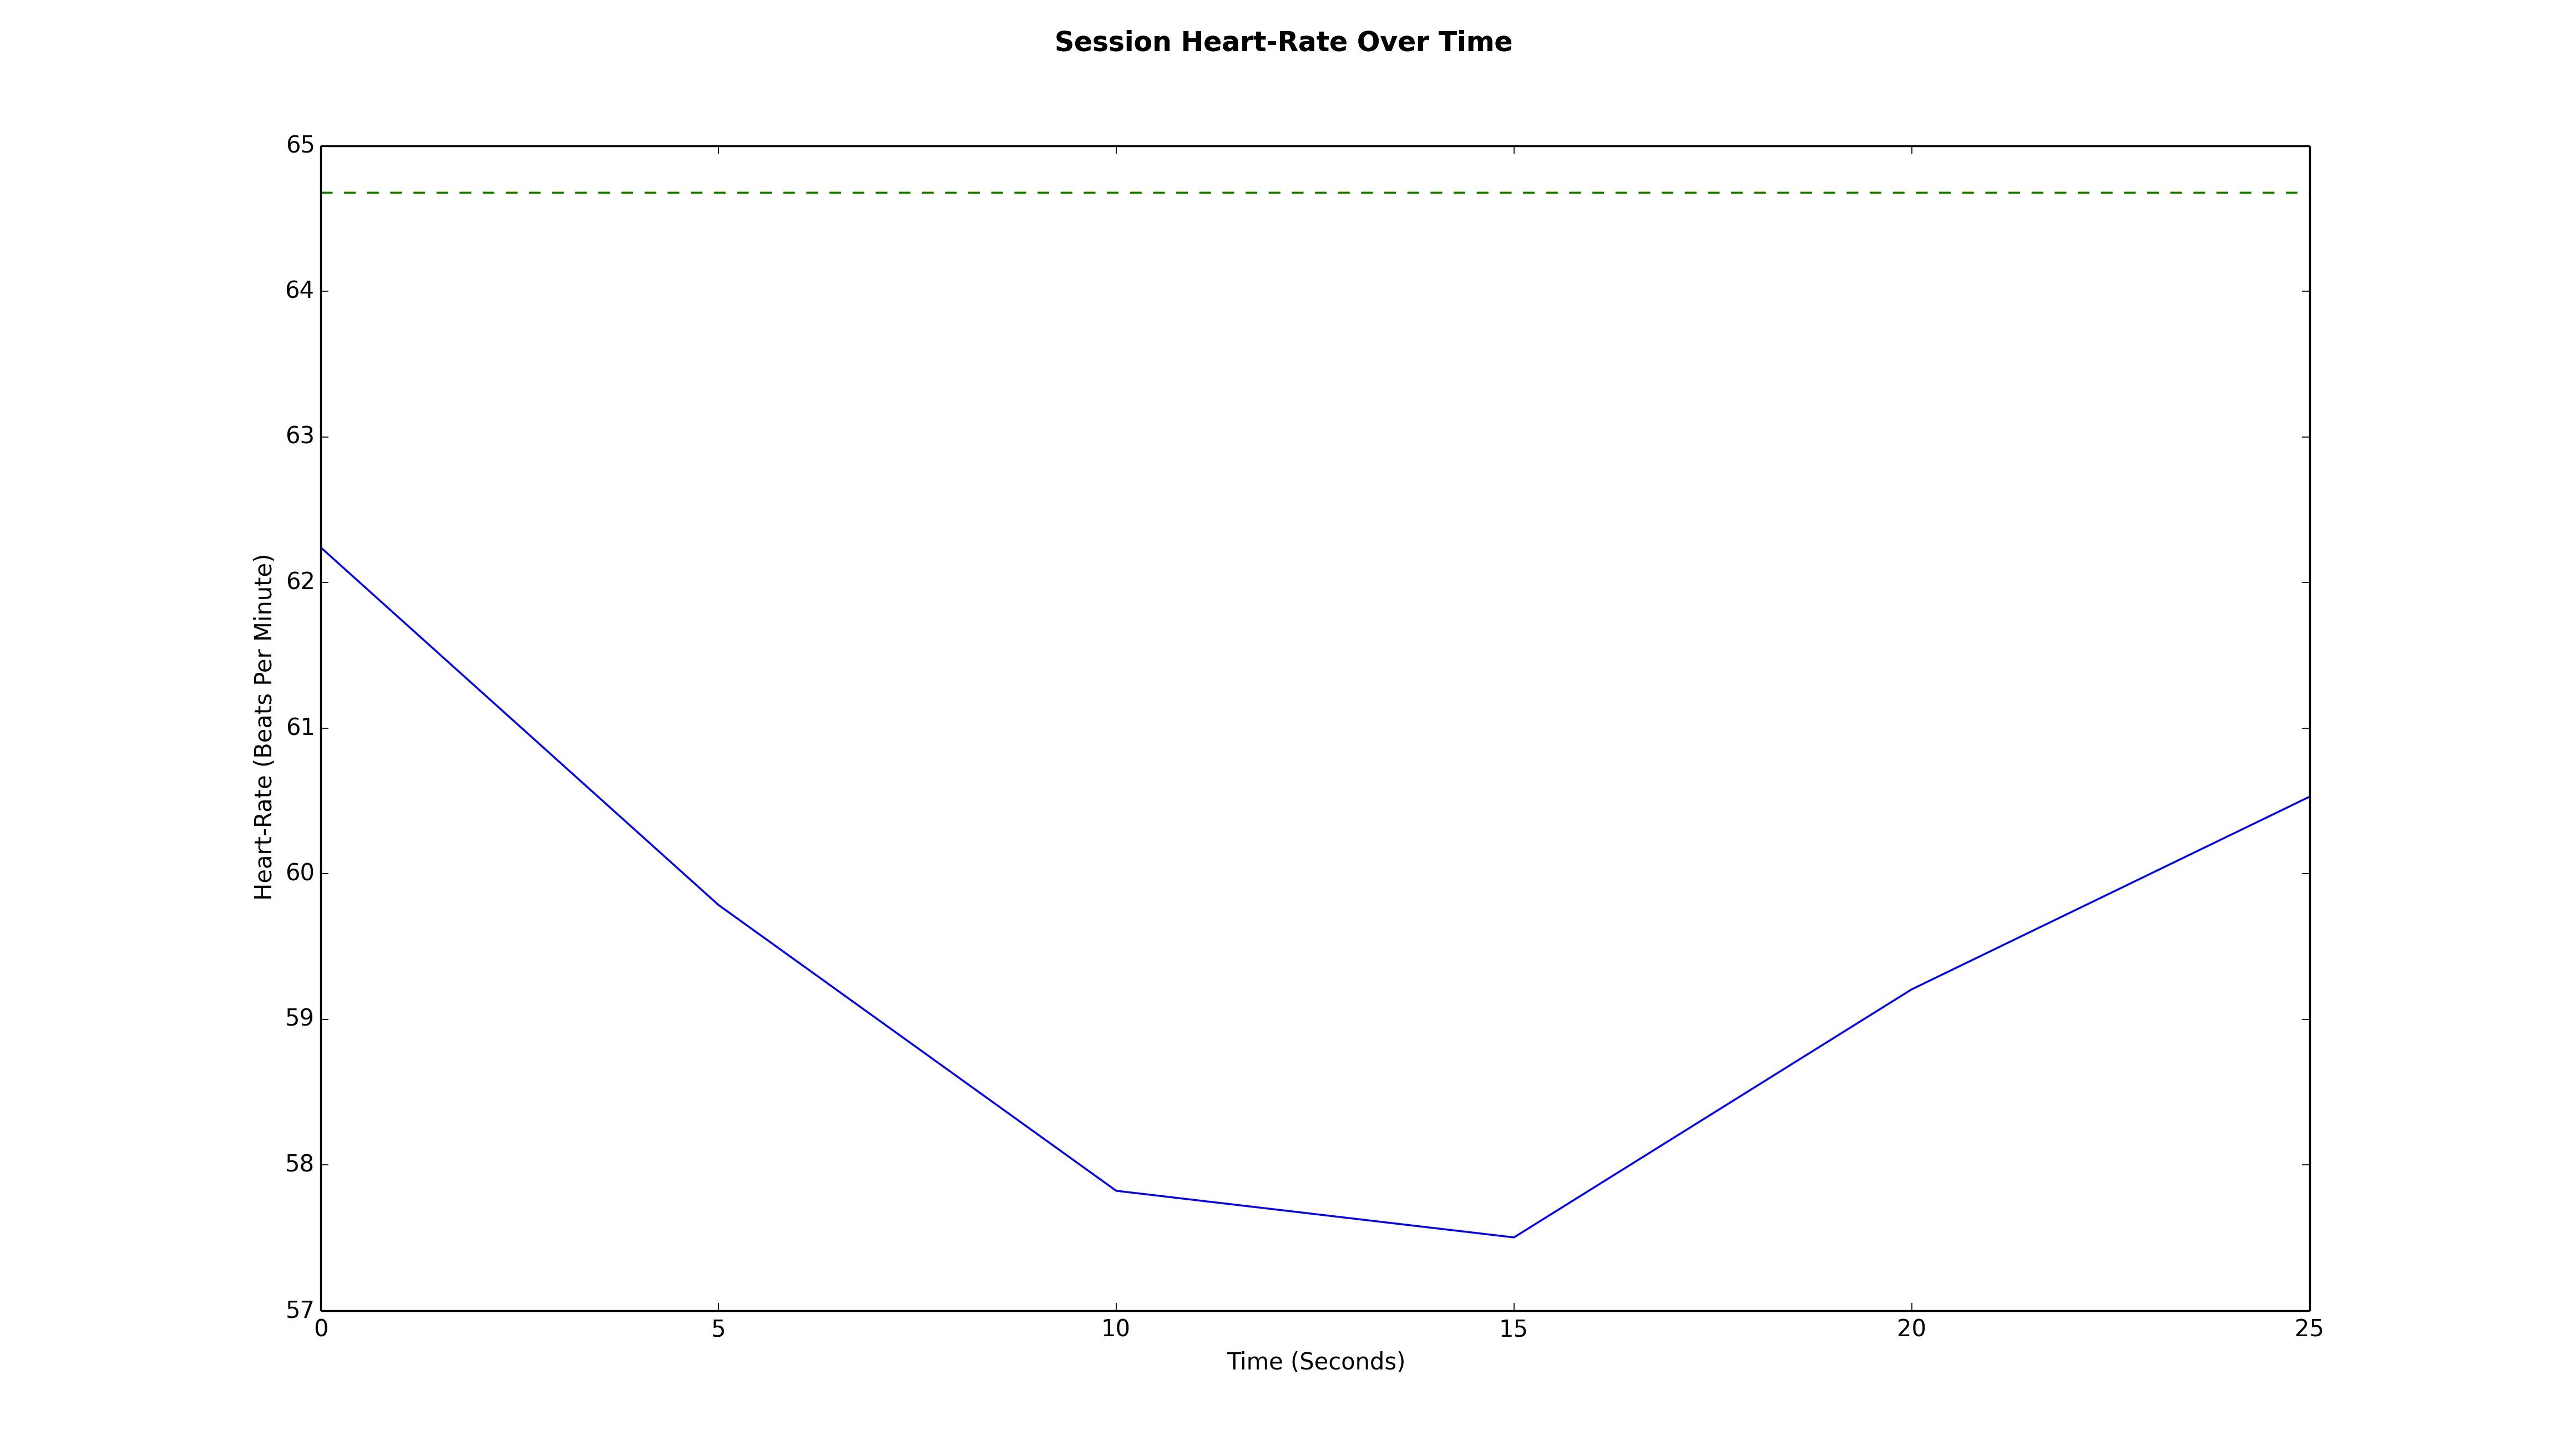 Session Heart-Rate Over Time
65
64
63
62
61
60
59
58
57
Heart-Rate (Beats Per Minute)
0 5 10 15 20 25
Time (Seconds)